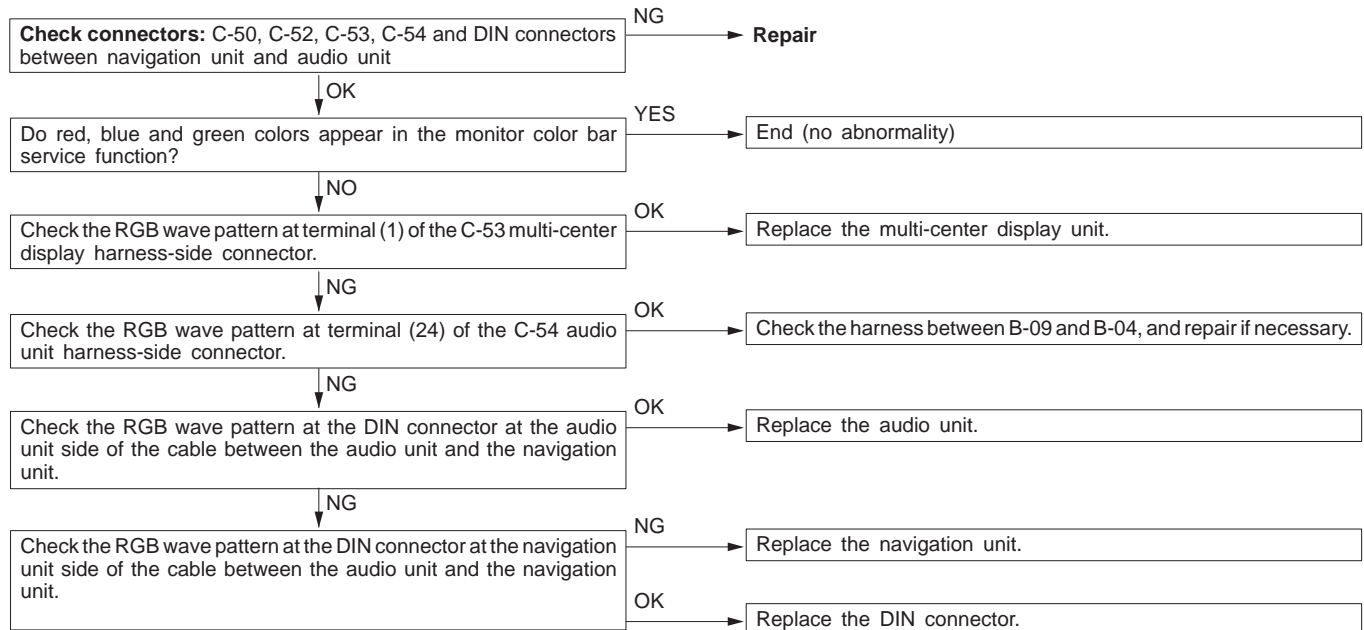 NG
Check connectors: C-50, C-52, C-53, C-54 and DIN connectors
between navigation unit and audio unit
Repair
OK
YES
Do red, blue and green colors appear in the monitor color bar
service function?
End (no abnormality)
NO
OK
Check the RGB wave pattern at terminal (1) of the C-53 multi-center
display harness-side connector.
Replace the multi-center display unit.
NG
OK
Check the RGB wave pattern at terminal (24) of the C-54 audio
unit harness-side connector.
Check the harness between B-09 and B-04, and repair if necessary.
NG
OK
Check the RGB wave pattern at the DIN connector at the audio
unit side of the cable between the audio unit and the navigation
unit.
Replace the audio unit.
NG
NG
Check the RGB wave pattern at the DIN connector at the navigation
unit side of the cable between the audio unit and the navigation
unit.
Replace the navigation unit.
OK
Replace the DIN connector.